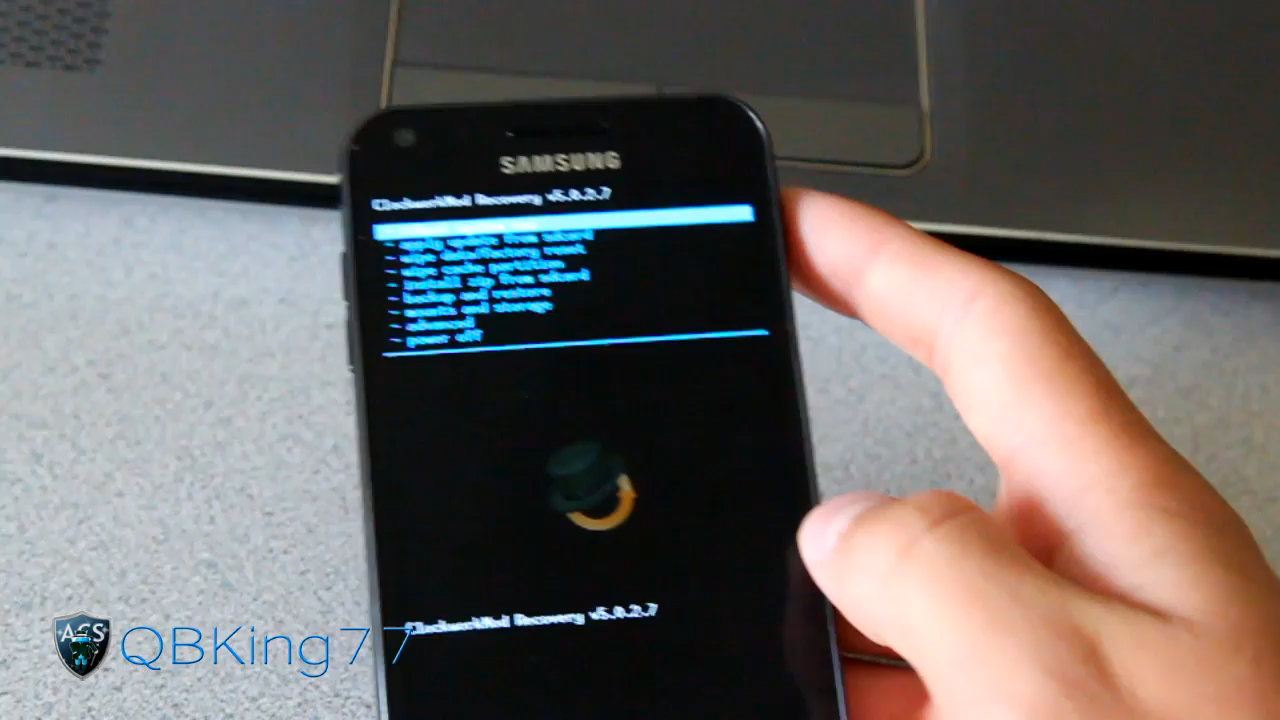 SAMSUNG
ClockworkMod Recovery v5.0.2.7
- apply update from sdcard
- wipe data/factory reset
- wipe cache partition
- install zip from sdcard
- backup and restore
- mounts and storage
- advanced
- power off
ClockworkMod Recovery v5.0.2.7
ACS
QBKing77